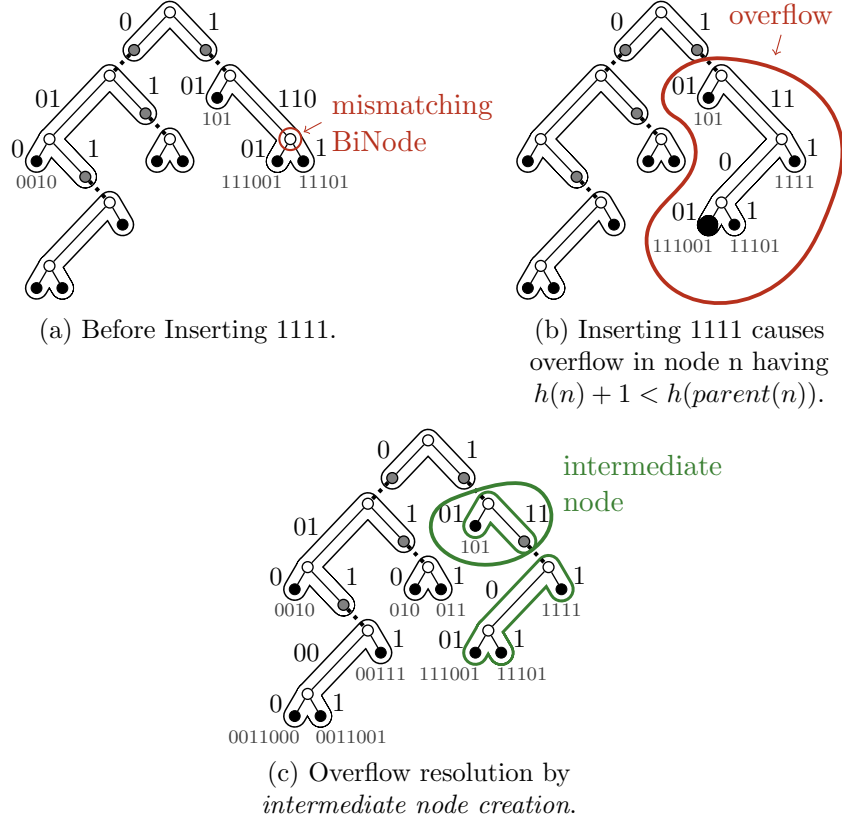 0 1 0 1 overflow
01 1 01 110 01 11
101 mismatching 101
0 1 01 1 BiNode 0 1
0010 111001 11101 1111
01 1
111001 11101
(a) Before Inserting 1111.
(b) Inserting 1111 causes
overflow in node n having
h(n) + 1 < h(parent(n)).
0 1 intermediate
node
01 1 01 11
101
0 1 0 1 0 1
0010 010 011 1111
00 1 01 1
00111 111001 11101
0 1
0011000 0011001
(c) Overflow resolution by
intermediate node creation.